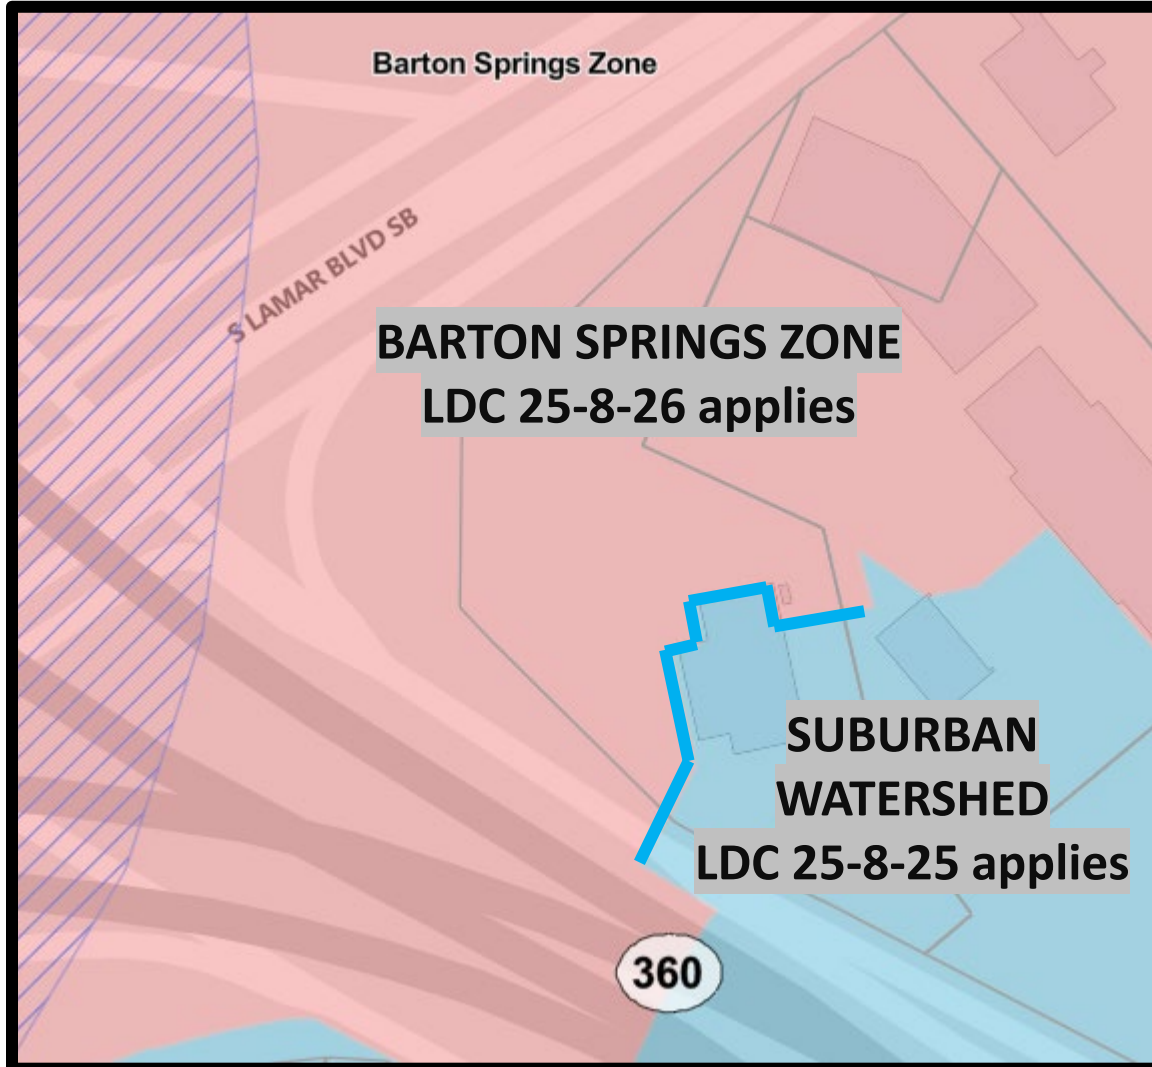 Barton Springs Zone
S LAMAR BLVD SB
BARTON SPRINGS ZONE
LDC 25-8-26 applies
SUBURBAN
WATERSHED
LDC 25-8-25 applies
360